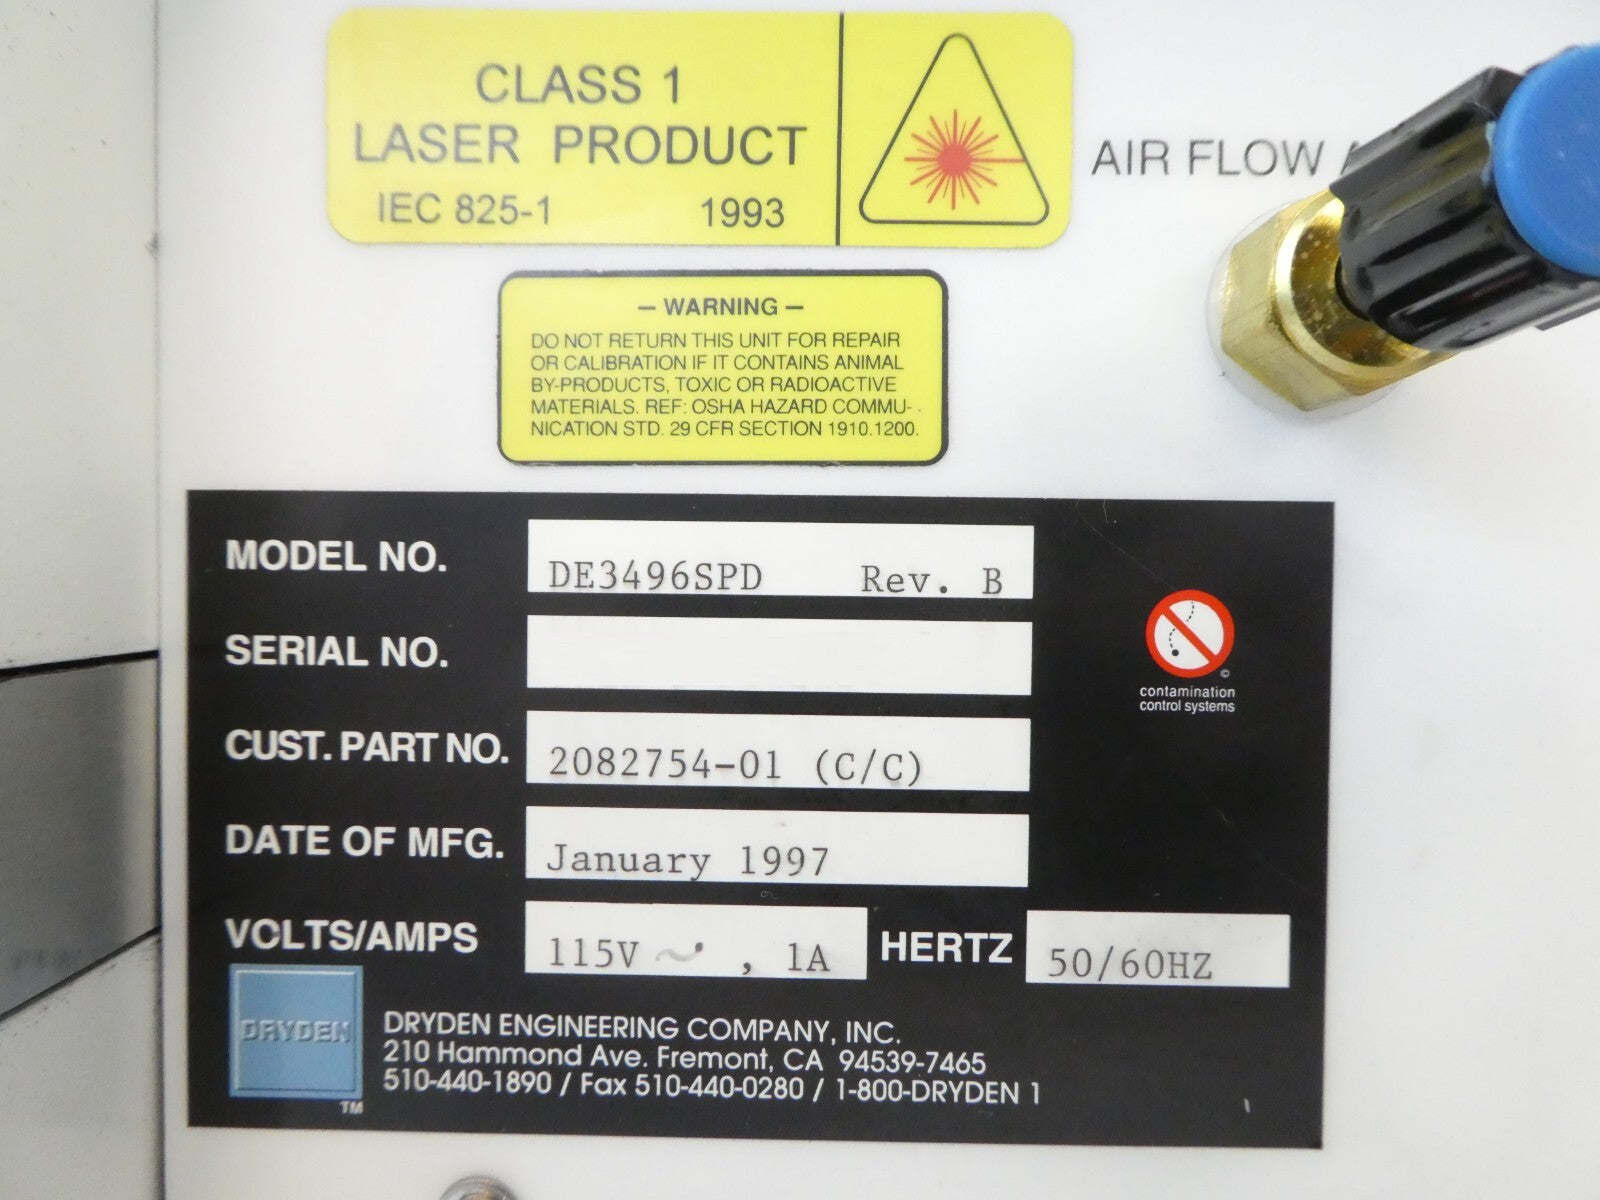 CLASS 1
LASER PRODUCT
IEC 825-1 1993
AIR FLOW
– WARNING –
DO NOT RETURN THIS UNIT FOR REPAIR
OR CALIBRATION IF IT CONTAINS ANIMAL
BY-PRODUCTS, TOXIC OR RADIOACTIVE
MATERIALS. REF: OSHA HAZARD COMMU-
NICATION STD. 29 CFR SECTION 1910.1200.
MODEL NO. DE3496SPD Rev. B
SERIAL NO.
CUST. PART NO. 2082754-01 (C/C)
DATE OF MFG. January 1997
VOLTS/AMPS 115V ~ , 1A HERTZ 50/60HZ
©
contamination
control systems
DRYDEN
TM
DRYDEN ENGINEERING COMPANY, INC.
210 Hammond Ave. Fremont, CA 94539-7465
510-440-1890 / Fax 510-440-0280 / 1-800-DRYDEN 1